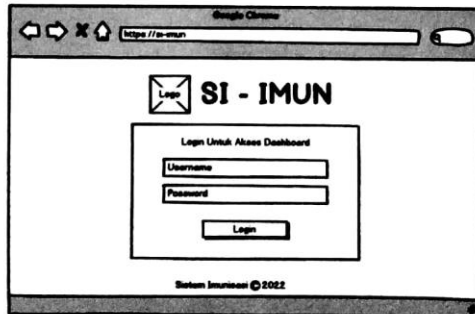 Google Chrome
https://si-imun
Logo
SI - IMUN
Login Untuk Akses Dashboard
Username
Password
Login
Sistem Imunisasi © 2022